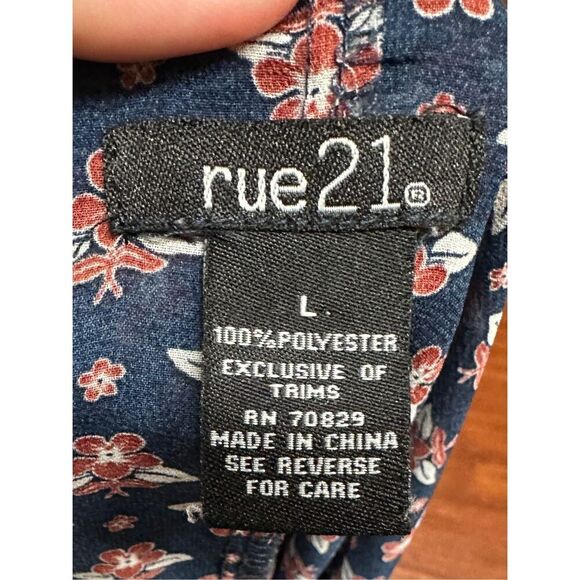 rue21®
L
100%POLYESTER
EXCLUSIVE OF
TRIMS
RN 70829
MADE IN CHINA
SEE REVERSE
FOR CARE